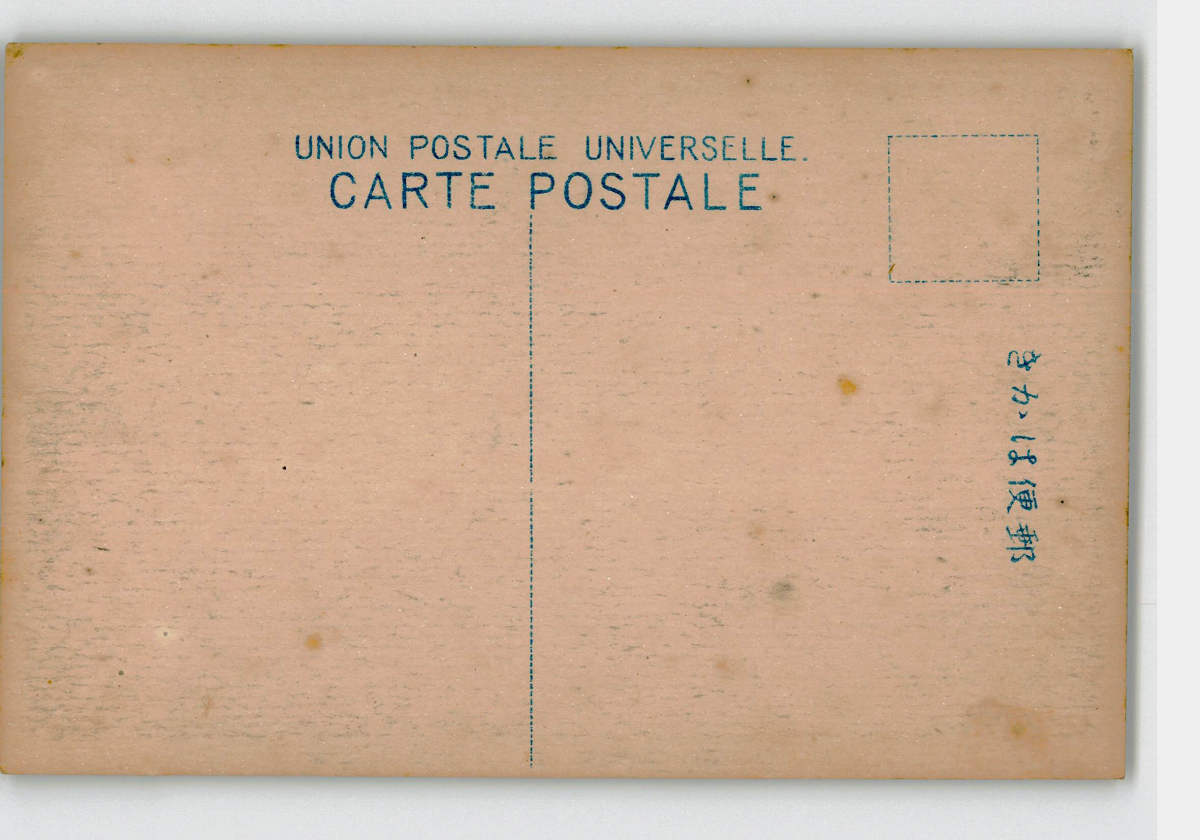 UNION POSTALE UNIVERSELLE.
CARTE POSTALE
きかは便郵